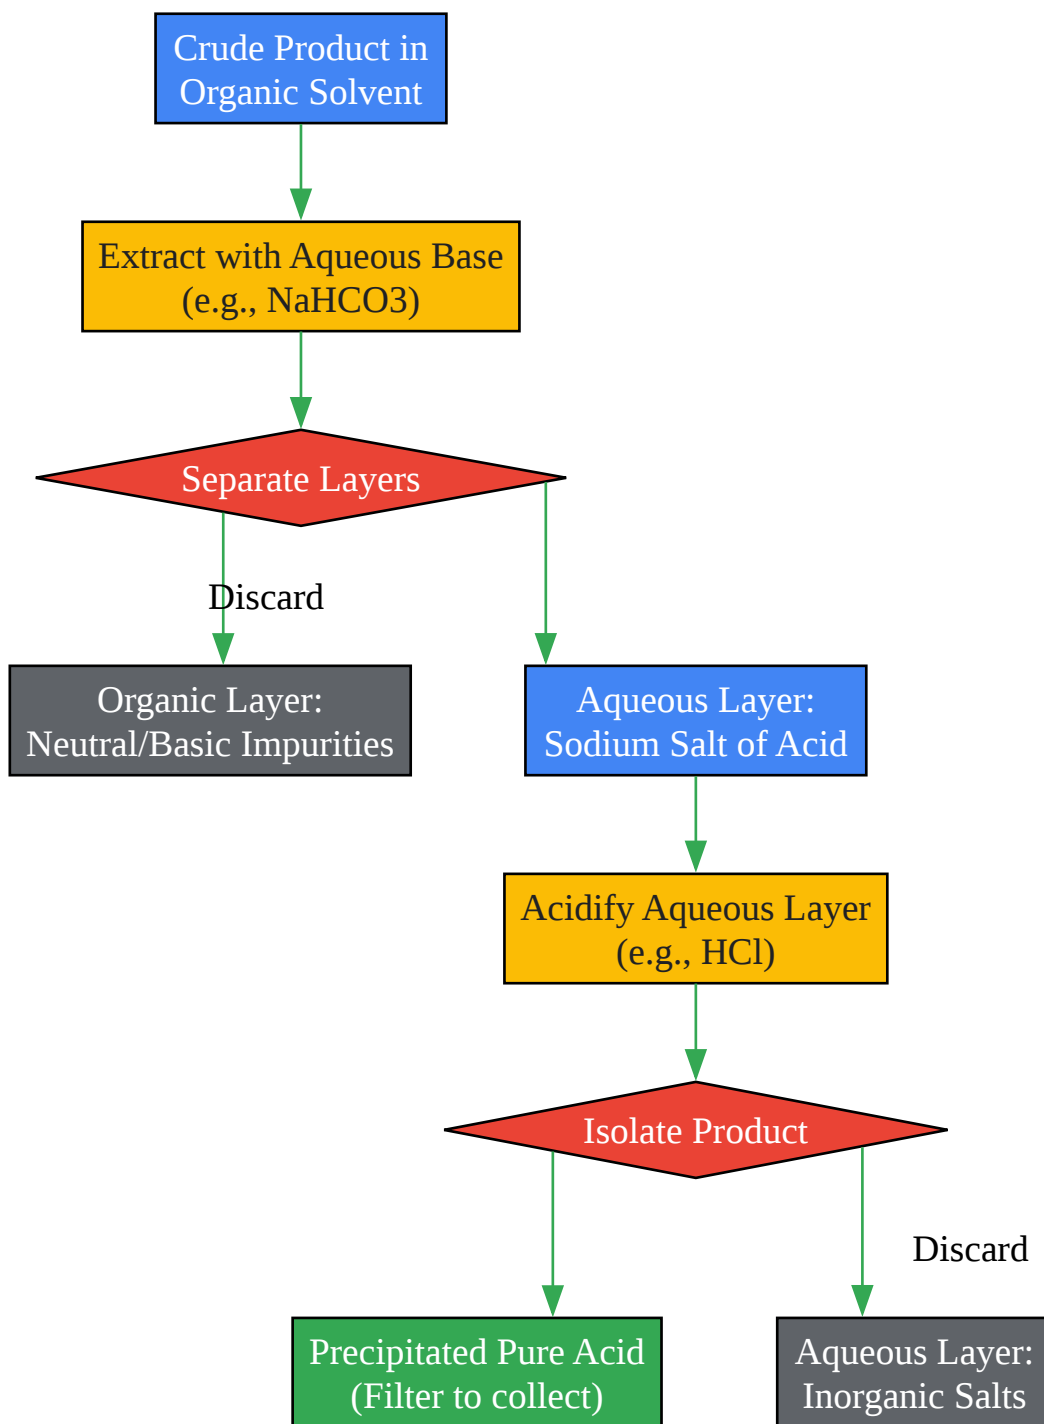 Crude Product in
Organic Solvent
Extract with Aqueous Base
(e.g., NaHCO3)
Separate Layers
Discard
Organic Layer:
Neutral/Basic Impurities
Aqueous Layer:
Sodium Salt of Acid
Acidify Aqueous Layer
(e.g., HCl)
Isolate Product
Discard
Precipitated Pure Acid
(Filter to collect)
Aqueous Layer:
Inorganic Salts